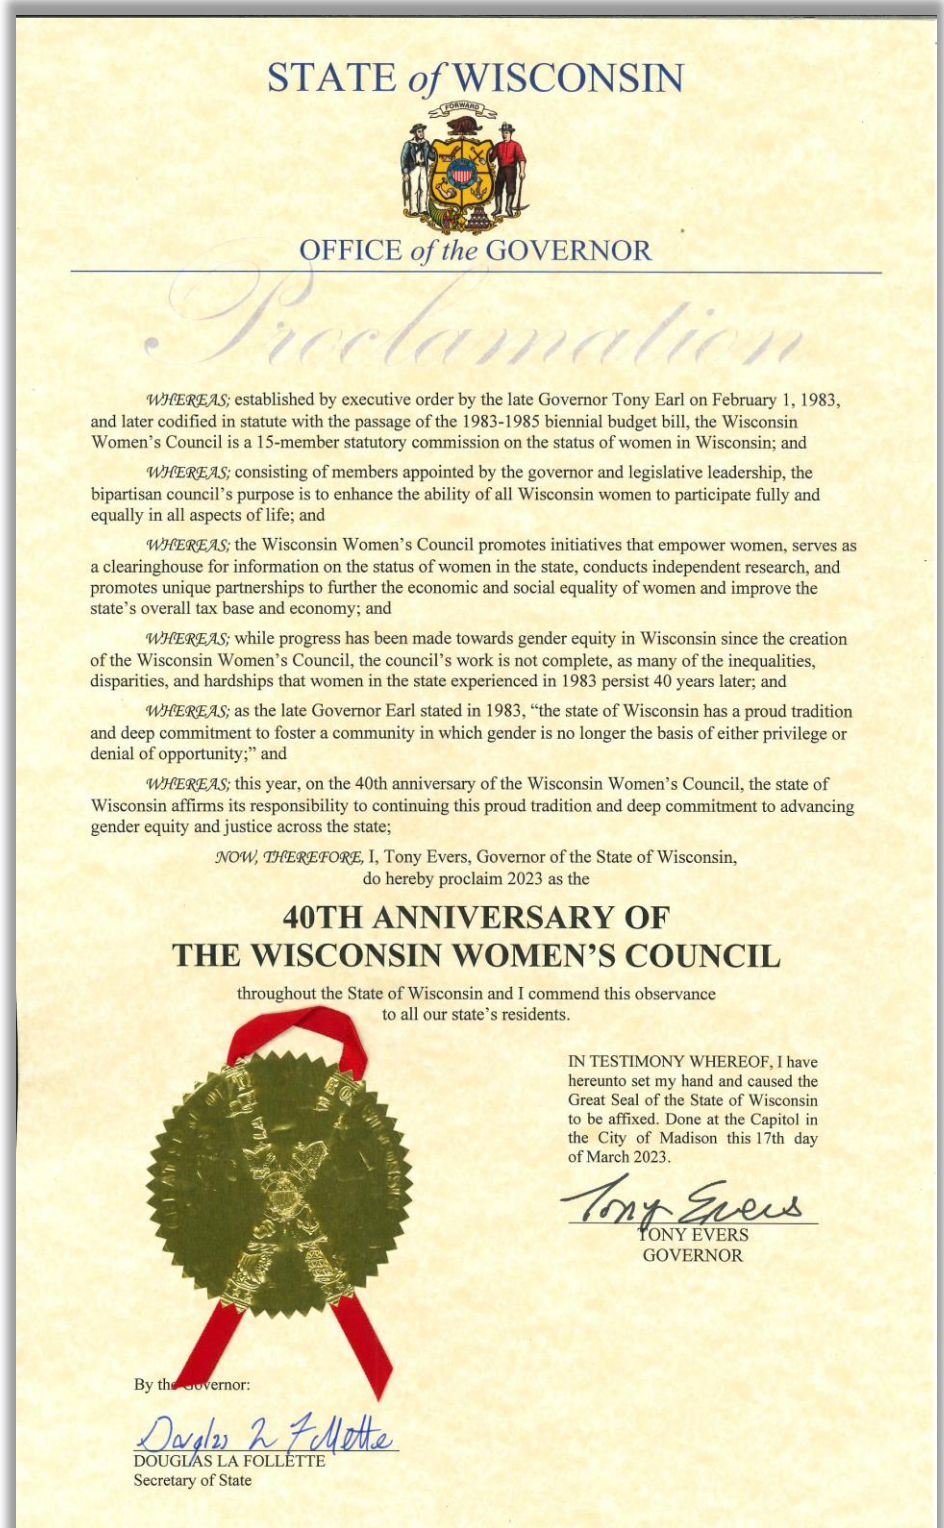 STATE of WISCONSIN
FORWARD
OFFICE of the GOVERNOR
Proclamation
WHEREAS; established by executive order by the late Governor Tony Earl on February 1, 1983,
and later codified in statute with the passage of the 1983-1985 biennial budget bill, the Wisconsin
Women’s Council is a 15-member statutory commission on the status of women in Wisconsin; and
WHEREAS; consisting of members appointed by the governor and legislative leadership, the
bipartisan council’s purpose is to enhance the ability of all Wisconsin women to participate fully and
equally in all aspects of life; and
WHEREAS; the Wisconsin Women’s Council promotes initiatives that empower women, serves as
a clearinghouse for information on the status of women in the state, conducts independent research, and
promotes unique partnerships to further the economic and social equality of women and improve the
state’s overall tax base and economy; and
WHEREAS; while progress has been made towards gender equity in Wisconsin since the creation
of the Wisconsin Women’s Council, the council’s work is not complete, as many of the inequalities,
disparities, and hardships that women in the state experienced in 1983 persist 40 years later; and
WHEREAS; as the late Governor Earl stated in 1983, “the state of Wisconsin has a proud tradition
and deep commitment to foster a community in which gender is no longer the basis of either privilege or
denial of opportunity;” and
WHEREAS; this year, on the 40th anniversary of the Wisconsin Women’s Council, the state of
Wisconsin affirms its responsibility to continuing this proud tradition and deep commitment to advancing
gender equity and justice across the state;
NOW, THEREFORE, I, Tony Evers, Governor of the State of Wisconsin,
do hereby proclaim 2023 as the
40TH ANNIVERSARY OF
THE WISCONSIN WOMEN’S COUNCIL
throughout the State of Wisconsin and I commend this observance
to all our state’s residents.
IN TESTIMONY WHEREOF, I have
hereunto set my hand and caused the
Great Seal of the State of Wisconsin
to be affixed. Done at the Capitol in
the City of Madison this 17th day
of March 2023.
Tony Evers
TONY EVERS
GOVERNOR
By the Governor:
Douglas La Follette
DOUGLAS LA FOLLETTE
Secretary of State